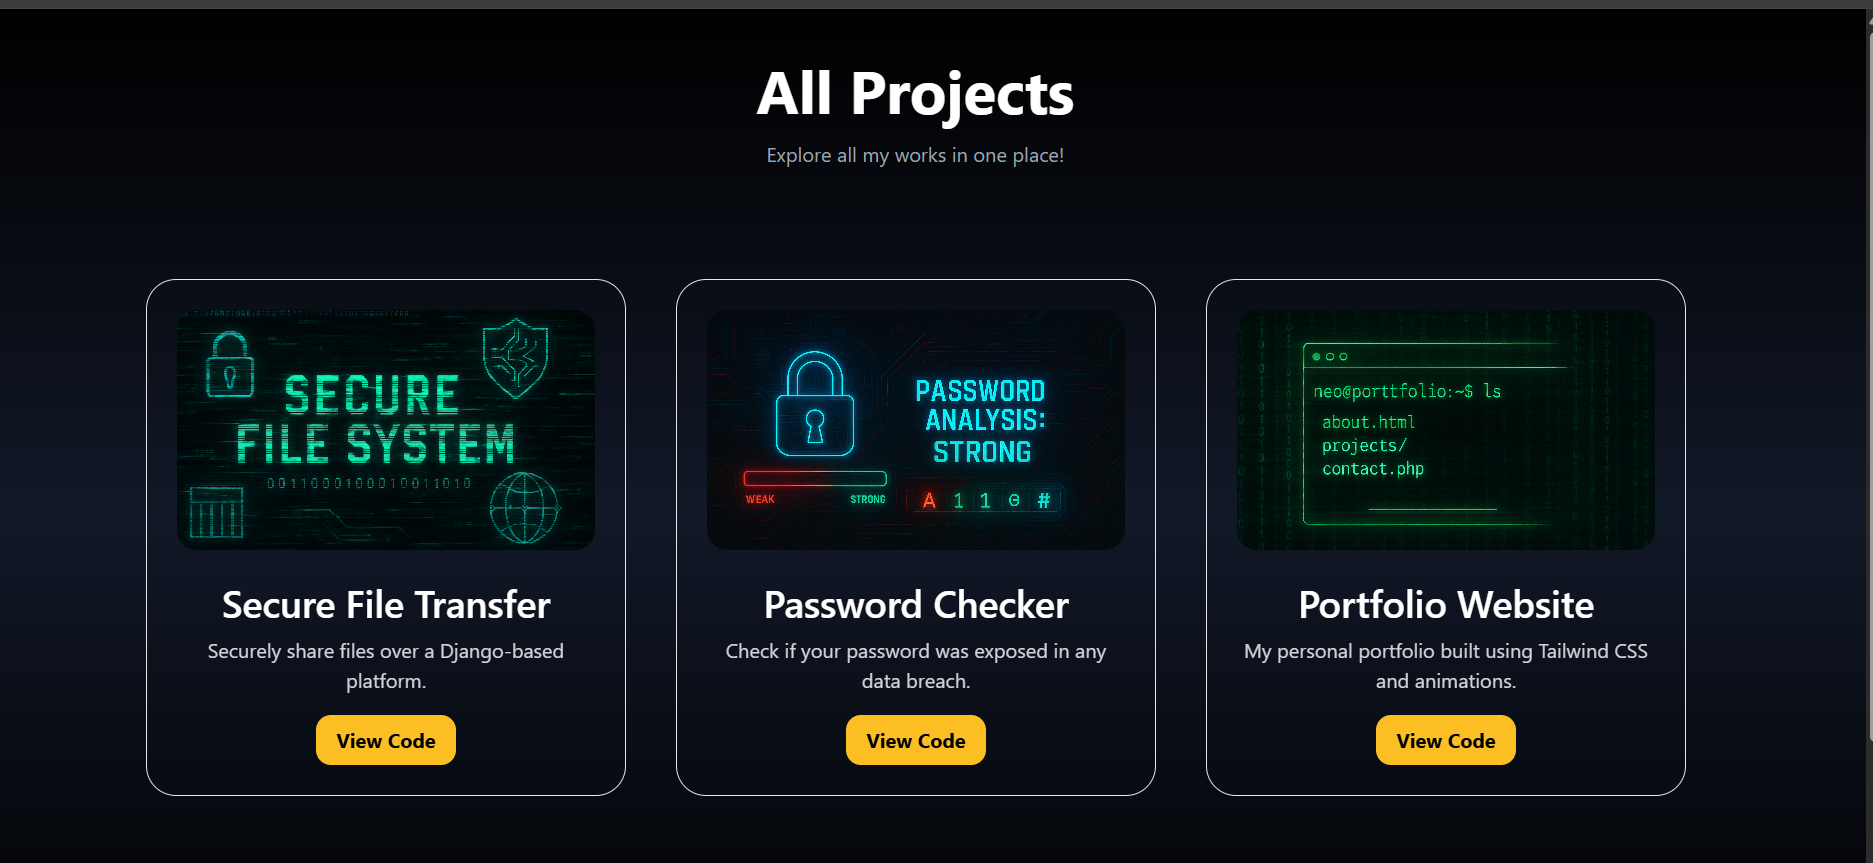 All Projects
Explore all my works in one place!
SECURE
FILE SYSTEM
0011000100010011010
Secure File Transfer
Securely share files over a Django-based
platform.
View Code
PASSWORD
ANALYSIS:
STRONG
WEAK
STRONG
A 1 1 0 #
Password Checker
Check if your password was exposed in any
data breach.
View Code
neo@porttfolio:~$ ls
about.html
projects/
contact.php
Portfolio Website
My personal portfolio built using Tailwind CSS
and animations.
View Code